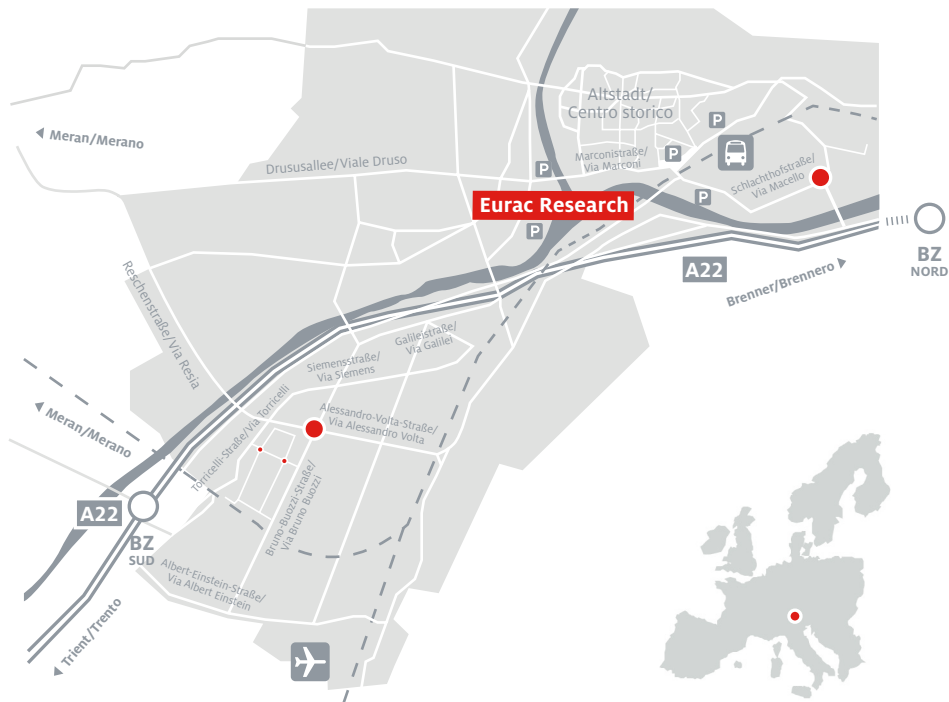 Altstadt/
Centro storico
P
Meran/Merano
Marconistraße/
Via Marconi
P
Drususallee/Viale Druso
P
Schlachthofstraße/
Via Macello
P
Eurac Research
P
BZ
NORD
A22
Brenner/Brennero
Reschenstraße/Via Resia
Galileistraße/
Via Galilei
Siemensstraße/
Via Siemens
Meran/Merano
Torricelli-Straße/Via Torricelli
Alessandro-Volta-Straße/
Via Alessandro Volta
Bruno-Buozzi-Straße/
Via Bruno Buozzi
A22
BZ
SUD
Albert-Einstein-Straße/
Via Albert Einstein
Trient/Trento